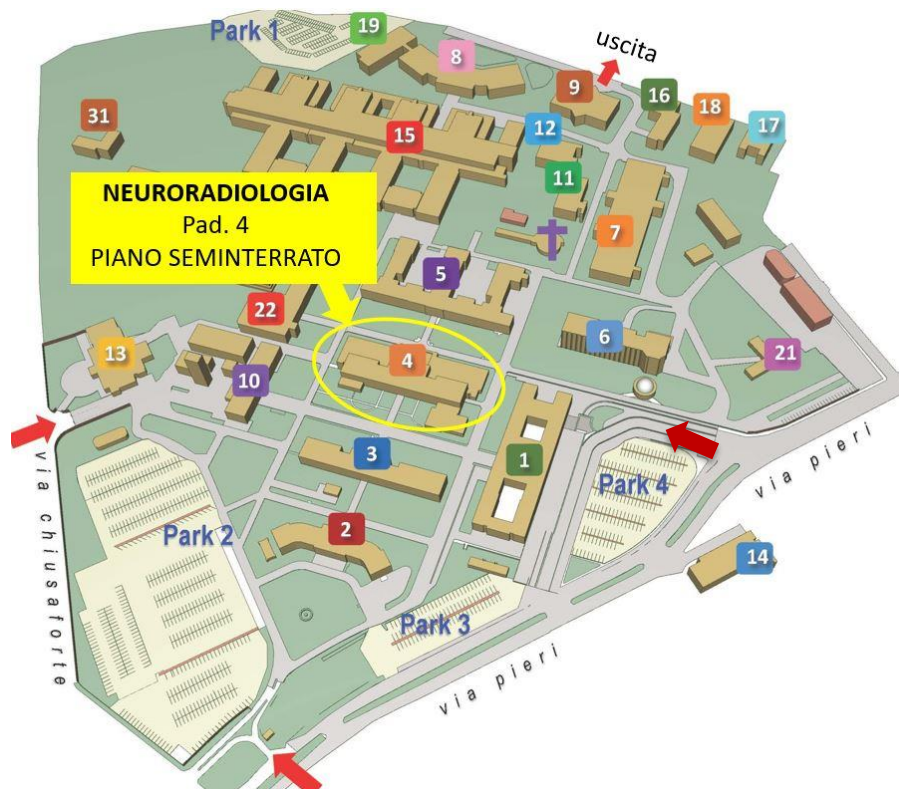 Park 1
19
8
uscita
9
16
18
17
31
15
12
11
NEURORADIOLOGIA
Pad. 4
PIANO SEMINTERRATO
7
5
22
6
13
4
21
10
3
1
Park 4
via pieri
via chiusaforte
Park 2
2
14
Park 3
via pieri